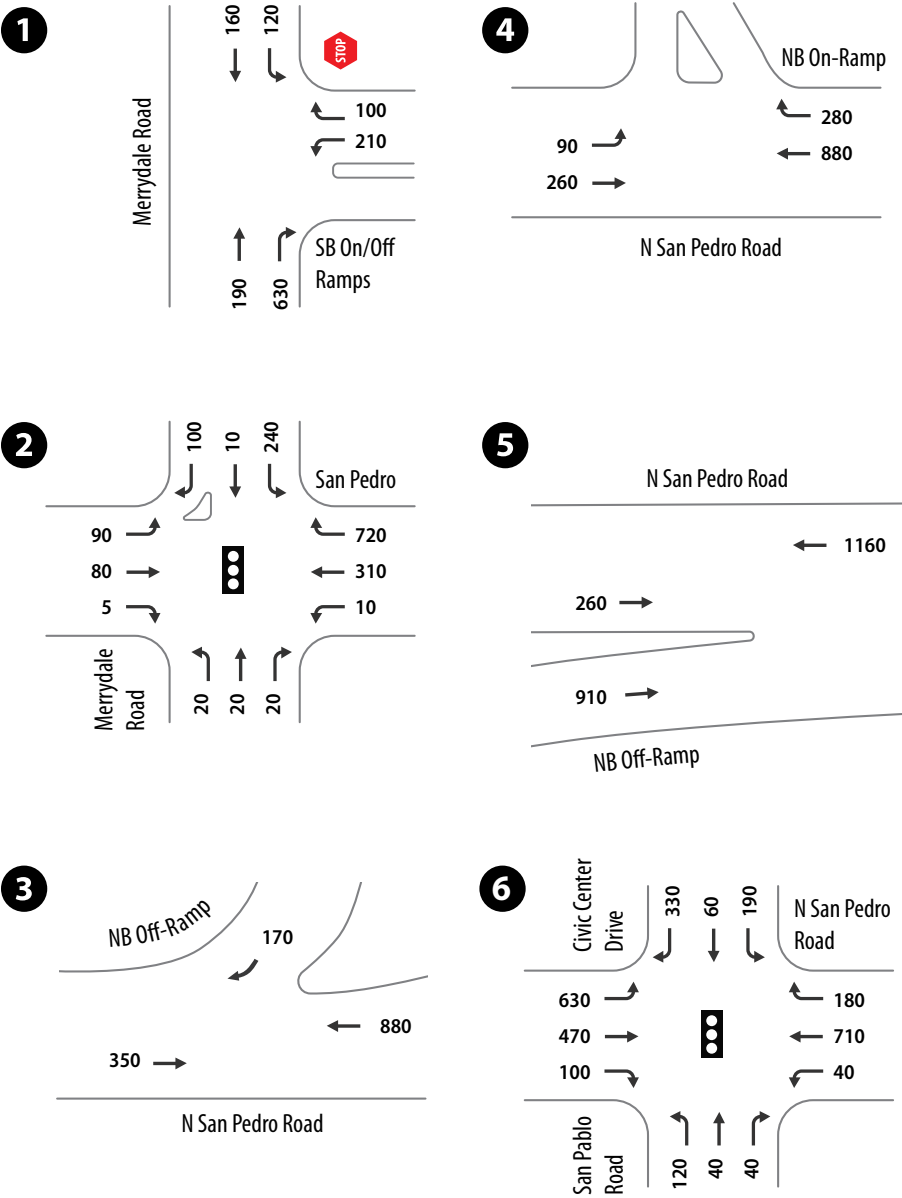 1
160
120
STOP
Merrydale Road
100
210
190
630
SB On/Off
Ramps
4
NB On-Ramp
280
880
90
260
N San Pedro Road
2
100
10
240
San Pedro
90
80
5
720
310
10
Merrydale
Road
20
20
20
5
N San Pedro Road
1160
260
910
NB Off-Ramp
3
NB Off-Ramp
170
880
350
N San Pedro Road
6
Civic Center
Drive
330
60
190
N San Pedro
Road
630
470
100
180
710
40
San Pablo
Road
120
40
40